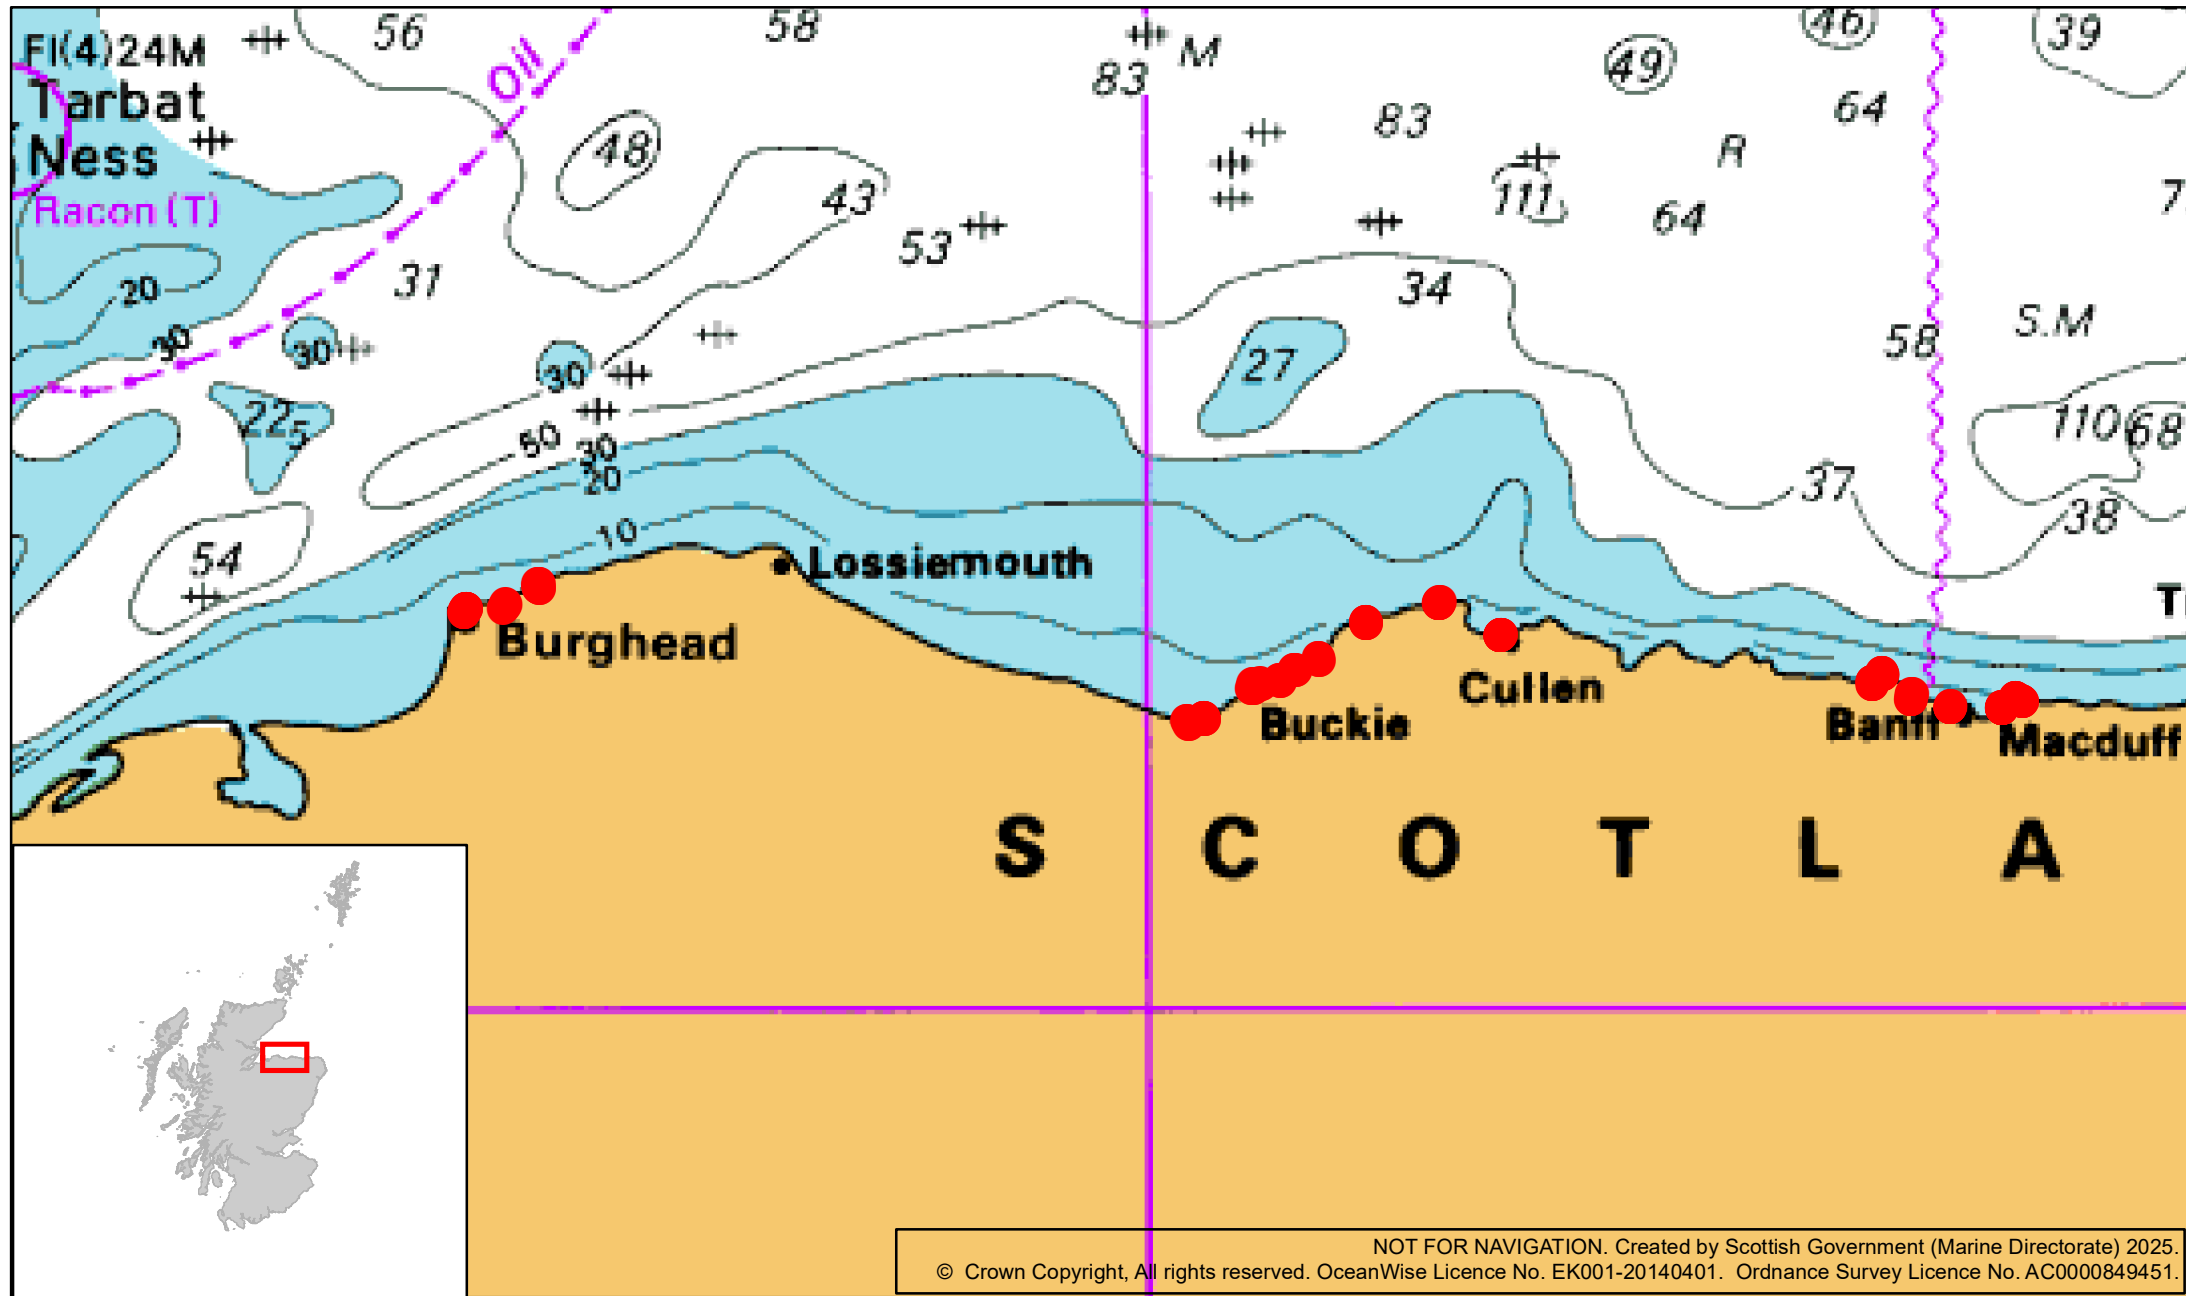 56
58
46
39
Fl(4)24M
Oil
M
49
83
Tarbat
64
83
48
R
Ness
43
111
7
Racon (T)
64
53
31
34
20
S.M
30
58
30
27
30
22₅
110
68
50
30
20
37
38
10
54
Lossiemouth
T
Burghead
Cullen
Buckie
Banff
Macduff
S C O T L A
NOT FOR NAVIGATION. Created by Scottish Government (Marine Directorate) 2025.
© Crown Copyright, All rights reserved. OceanWise Licence No. EK001-20140401. Ordnance Survey Licence No. AC0000849451.